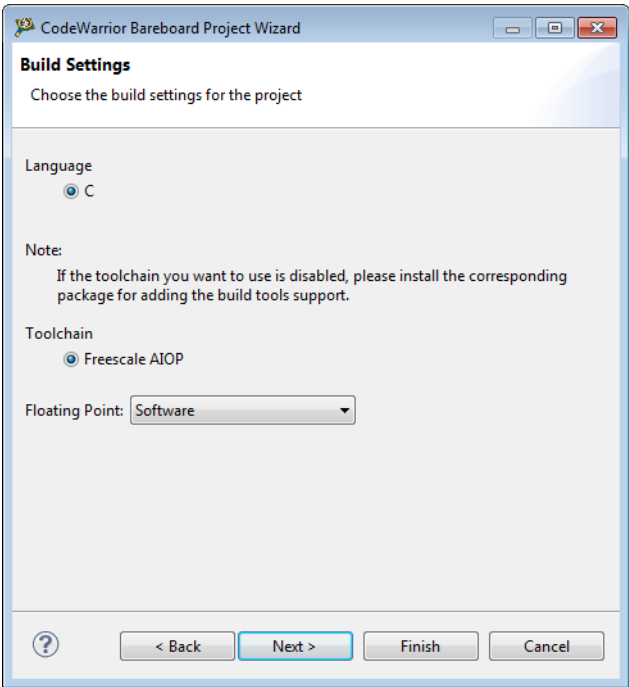 CodeWarrior Bareboard Project Wizard
Build Settings
Choose the build settings for the project
Language
C
Note:
If the toolchain you want to use is disabled, please install the corresponding
package for adding the build tools support.
Toolchain
Freescale AIOP
Floating Point: Software
? < Back Next > Finish Cancel